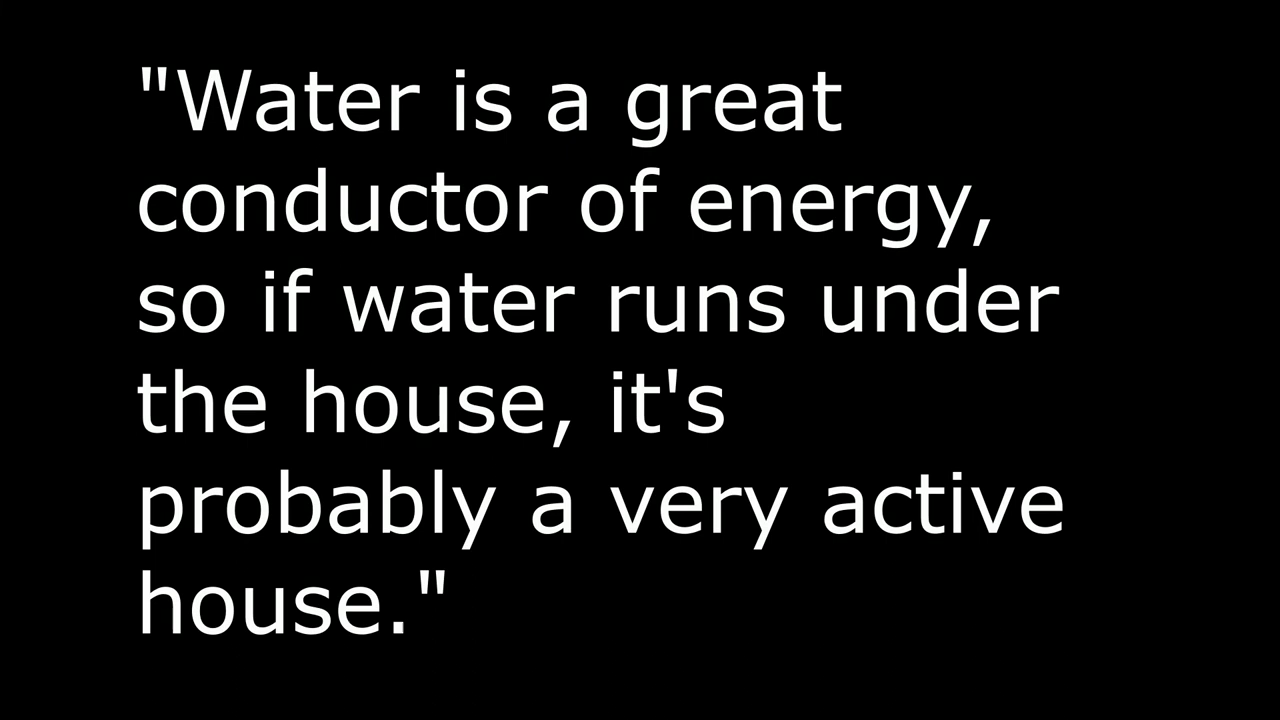 "Water is a great
conductor of energy,
so if water runs under
the house, it's
probably a very active
house."